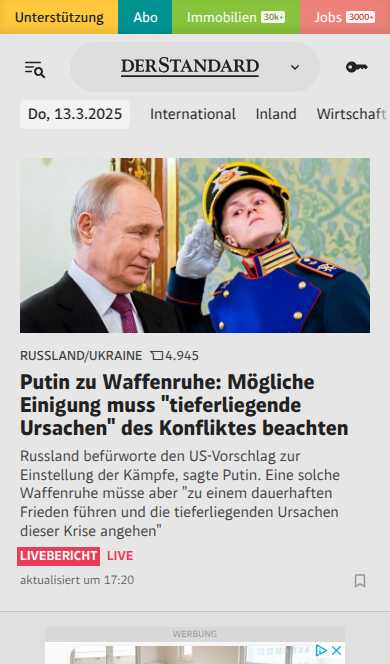 Unterstützung Abo Immobilien 30k+ Jobs 3000+
DERSTANDARD
Do, 13.3.2025 International Inland Wirtschaft
RUSSLAND/UKRAINE 4.945
Putin zu Waffenruhe: Mögliche
Einigung muss "tieferliegende
Ursachen" des Konfliktes beachten
Russland befürworte den US-Vorschlag zur
Einstellung der Kämpfe, sagte Putin. Eine solche
Waffenruhe müsse aber "zu einem dauerhaften
Frieden führen und die tieferliegenden Ursachen
dieser Krise angehen"
LIVEBERICHT LIVE
aktualisiert um 17:20
WERBUNG